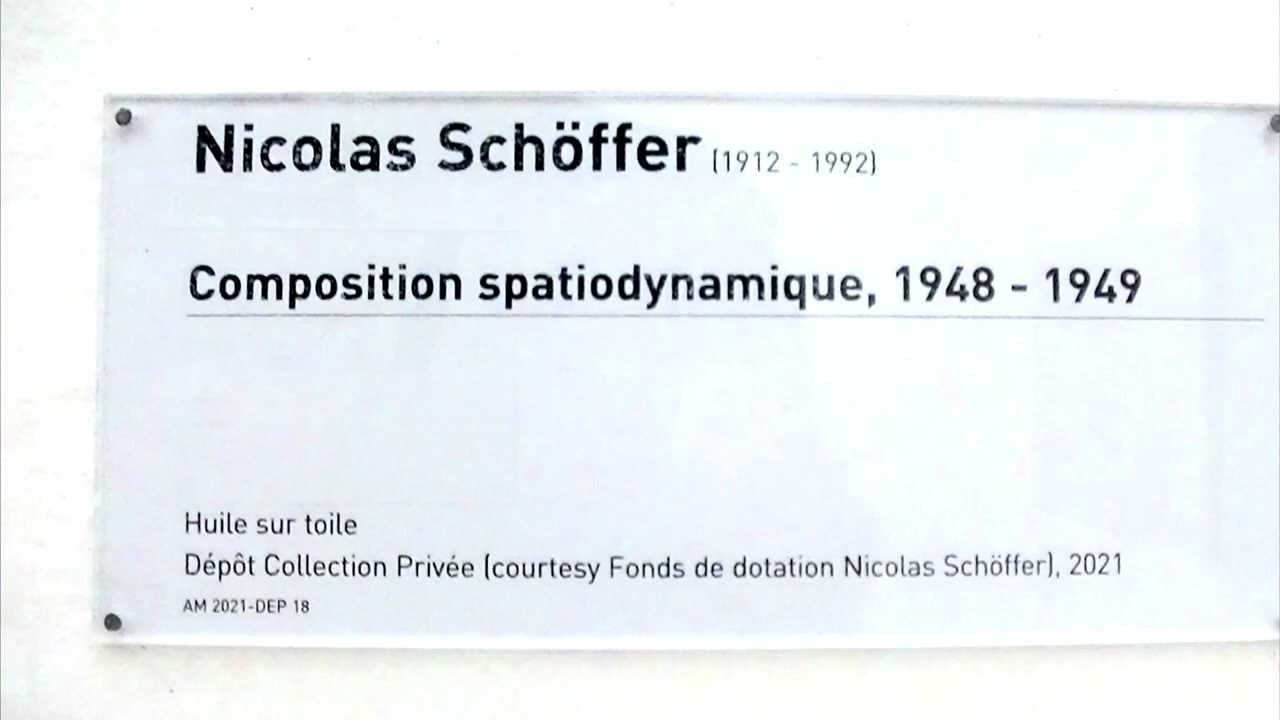 Nicolas Schöffer (1912 - 1992)
Composition spatiodynamique, 1948 - 1949
Huile sur toile
Dépôt Collection Privée (courtesy Fonds de dotation Nicolas Schöffer), 2021
AM 2021-DEP 18